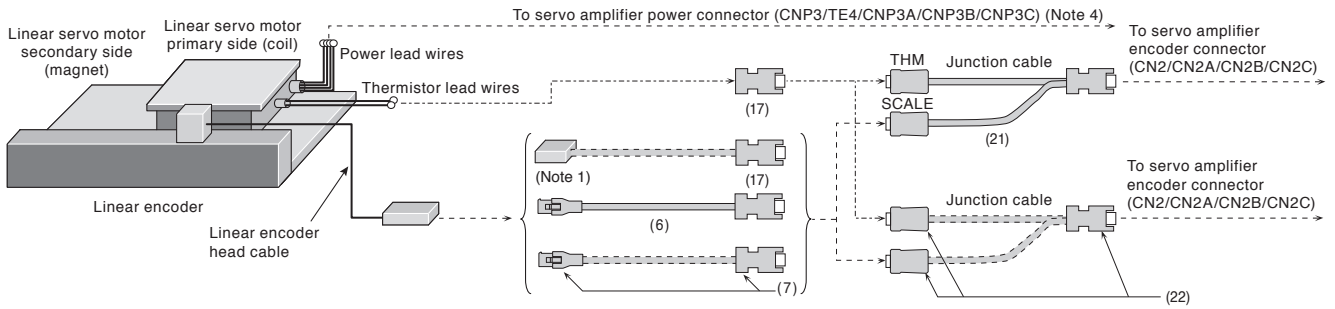 To servo amplifier power connector (CNP3/TE4/CNP3A/CNP3B/CNP3C) (Note 4)
Linear servo motor
secondary side
(magnet)
Linear servo motor
primary side (coil)
Power lead wires
Thermistor lead wires
(17)
THM
Junction cable
SCALE
(21)
To servo amplifier
encoder connector
(CN2/CN2A/CN2B/CN2C)
(Note 1)
(17)
(6)
(7)
Linear encoder
Linear encoder
head cable
Junction cable
To servo amplifier
encoder connector
(CN2/CN2A/CN2B/CN2C)
(22)